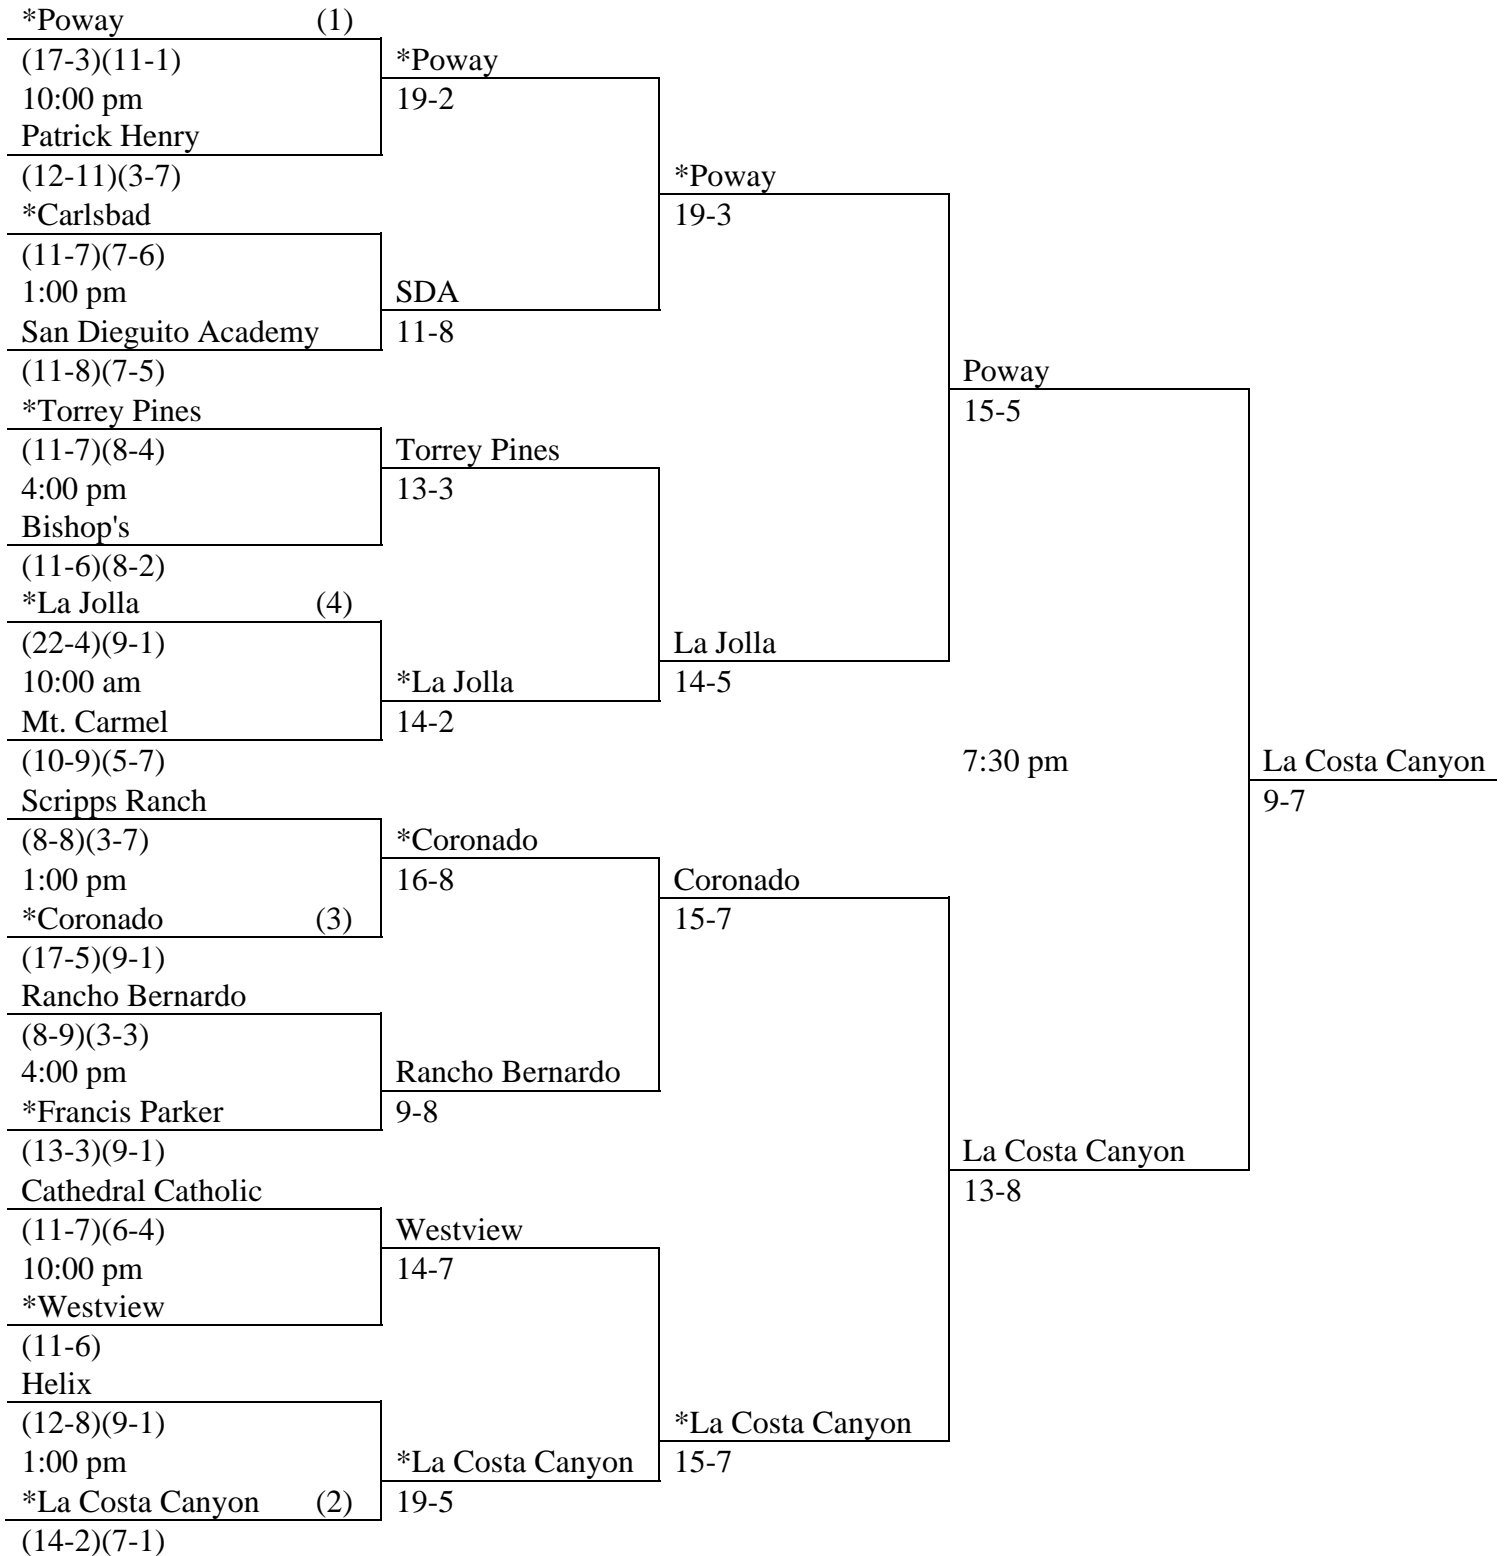 *Poway (1)
(17-3)(11-1)
10:00 pm
Patrick Henry
(12-11)(3-7)
*Carlsbad
(11-7)(7-6)
1:00 pm
San Dieguito Academy
(11-8)(7-5)
*Torrey Pines
(11-7)(8-4)
4:00 pm
Bishop's
(11-6)(8-2)
*La Jolla (4)
(22-4)(9-1)
10:00 am
Mt. Carmel
(10-9)(5-7)
Scripps Ranch
(8-8)(3-7)
1:00 pm
*Coronado (3)
(17-5)(9-1)
Rancho Bernardo
(8-9)(3-3)
4:00 pm
*Francis Parker
(13-3)(9-1)
Cathedral Catholic
(11-7)(6-4)
10:00 pm
*Westview
(11-6)
Helix
(12-8)(9-1)
1:00 pm
*La Costa Canyon (2)
(14-2)(7-1)
*Poway
19-2
SDA
11-8
Torrey Pines
13-3
*La Jolla
14-2
*Coronado
16-8
Rancho Bernardo
9-8
Westview
14-7
*La Costa Canyon
19-5
*Poway
19-3
La Jolla
14-5
Coronado
15-7
*La Costa Canyon
15-7
Poway
15-5
7:30 pm
La Costa Canyon
13-8
La Costa Canyon
9-7